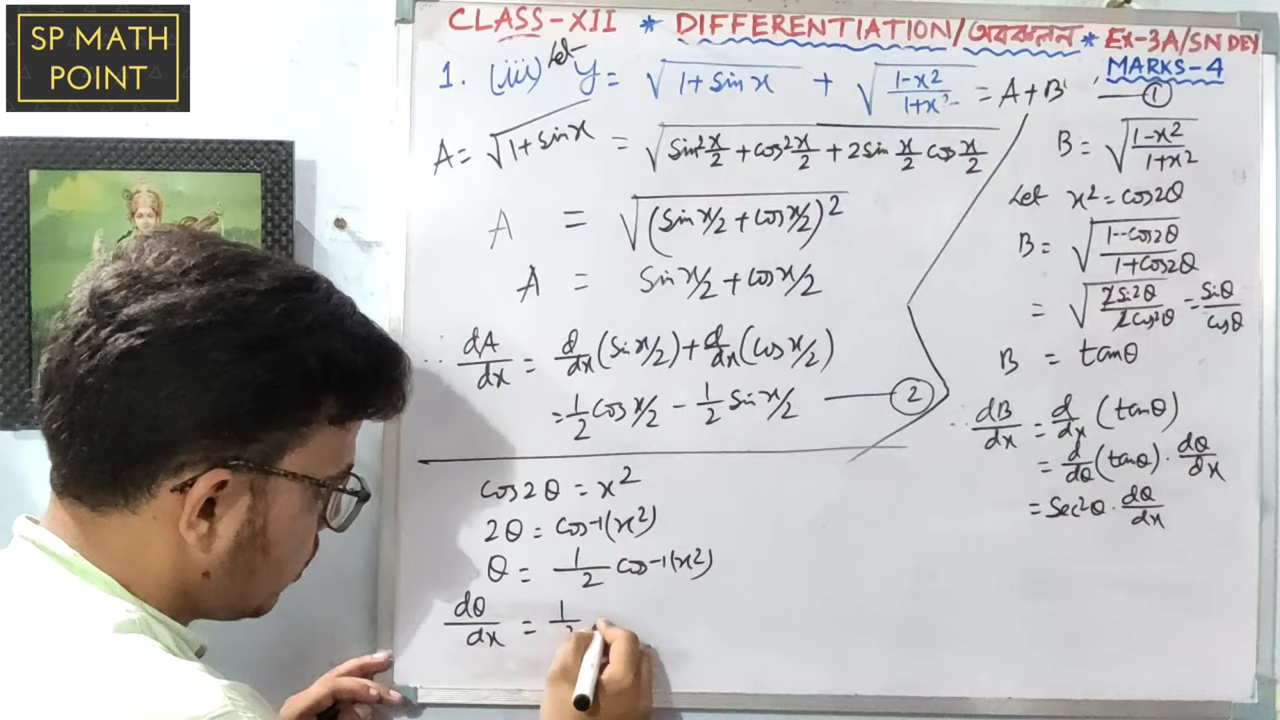 SP MATH
POINT
CLASS-XII * DIFFERENTIATION/অবকলন * EX-3A/SN DEY
MARKS-4
1. (iii) Let y = √(1+sinx) + √((1-x2)/(1+x2)) = A+B ——①
A = √(1+sinx) = √(sin²x/2 + cos²x/2 + 2sin x/2 cos x/2)
A = √((sin x/2 + cos x/2)²)
A = sin x/2 + cos x/2
∴ dA/dx = d/dx(sin x/2) + d/dx(cos x/2)
= 1/2 cos x/2 - 1/2 sin x/2 ——②
B = √((1-x²)/(1+x²))
Let x² = cos2θ
B = √((1-cos2θ)/(1+cos2θ))
= √(2sin²θ/2cos²θ) = sinθ/cosθ
B = tanθ
∴ dB/dx = d/dx (tanθ)
= d/dθ(tanθ) · dθ/dx
= sec²θ · dθ/dx
cos2θ = x²
2θ = cos⁻¹(x²)
θ = 1/2 cos⁻¹(x²)
dθ/dx = 1/2